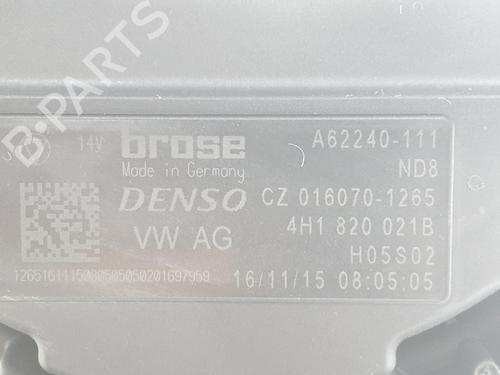 B-PARTS
14V brose A62240-111
Made in Germany ND8
DENSO CZ 016070-1265
VW AG 4H1 820 021B
H05S02
16/11/15 08:05:05